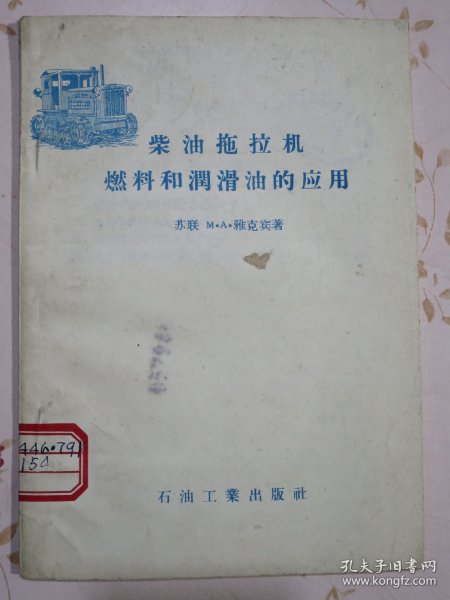 柴油拖拉机
燃料和潤滑油的应用
苏联 M·A·雅克宾著
446·791
154
石油工業出版社
孔夫子旧书网
www.kongfz.com